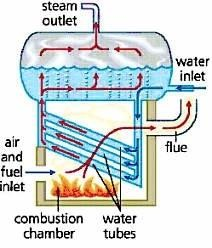 steam
outlet
water
inlet
air
and
fuel
inlet
flue
combustion
chamber
water
tubes